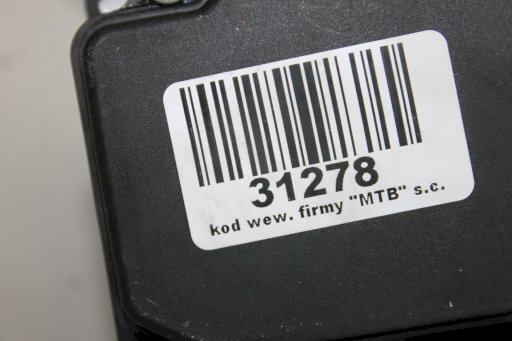 31278
kod wew. firmy "MTB" s.c.